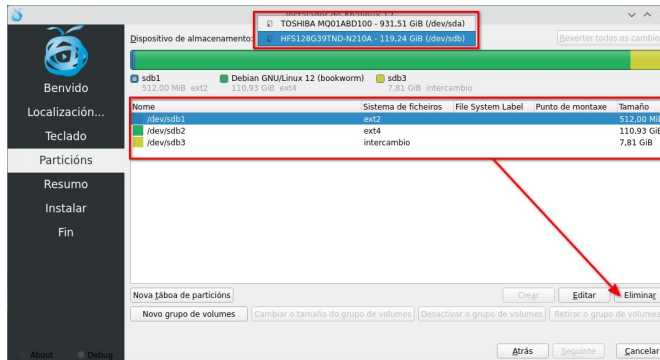 TOSHIBA MQ01ABD100 - 931,51 GiB (/dev/sda)
Dispositivo de almacenamento: HFS128G39TND-N210A - 119,24 GiB (/dev/sdb) Reverter todos os cambio
sdb1 Debian GNU/Linux 12 (bookworm) sdb3
512,00 MiB ext2 110,93 GiB ext4 7,81 GiB intercambio
Benvido
Localización...
Teclado
Particións
Resumo
Instalar
Fin
About Debug
Nome Sistema de ficheiros File System Label Punto de montaxe Tamaño
/dev/sdb1 ext2 512,00 MiB
/dev/sdb2 ext4 110,93 GiB
/dev/sdb3 intercambio 7,81 GiB
Nova táboa de particións Crear Editar Eliminar
Novo grupo de volumes Cambiar o tamaño do grupo de volumes Desactivar o grupo de volumes Retirar o grupo de volumes
Atrás Seguinte Cancelar